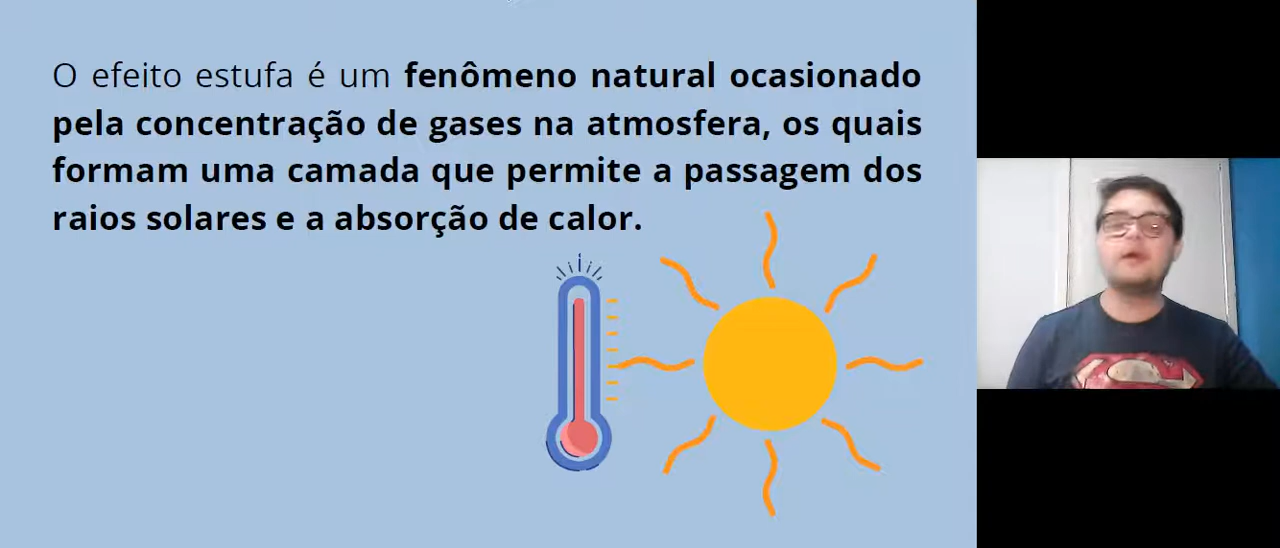 O efeito estufa é um fenômeno natural ocasionado
pela concentração de gases na atmosfera, os quais
formam uma camada que permite a passagem dos
raios solares e a absorção de calor.